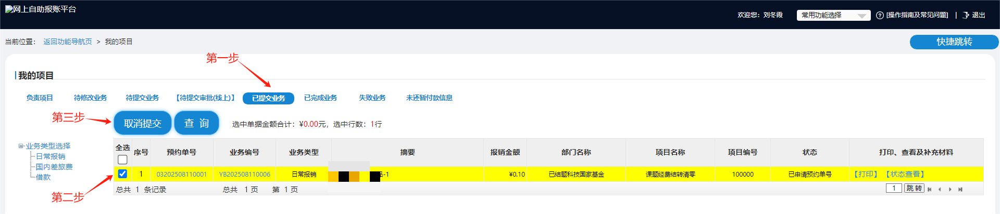 网上自助报账平台
欢迎您：刘冬霞 常用功能选择 [操作指南及常见问题] | 退出
当前位置： 返回功能导航页 > 我的项目
快捷跳转
第一步
我的项目
负责项目 待修改业务 待提交业务 【待提交审批(线上)】 已提交业务 已完成业务 失败业务 未还暂付款信息
第三步
取消提交 查 询 选中单据金额合计：¥0.00元，选中行数：1行
业务类型选择
日常报销
国内差旅费
借款
全选 序号 预约单号 业务编号 业务类型 摘要 报销金额 部门名称 项目名称 项目编号 状态 打印、查看及补充材料
1 03202508110001 YB202508110006 日常报销 品-1 ¥0.10 已结题科技国家基金 课题经费结转清零 100000 已申请预约单号 【打印】 【状态查看】
总共 1 条记录 总共 1 页 第 1 页 1 跳 转
第二步